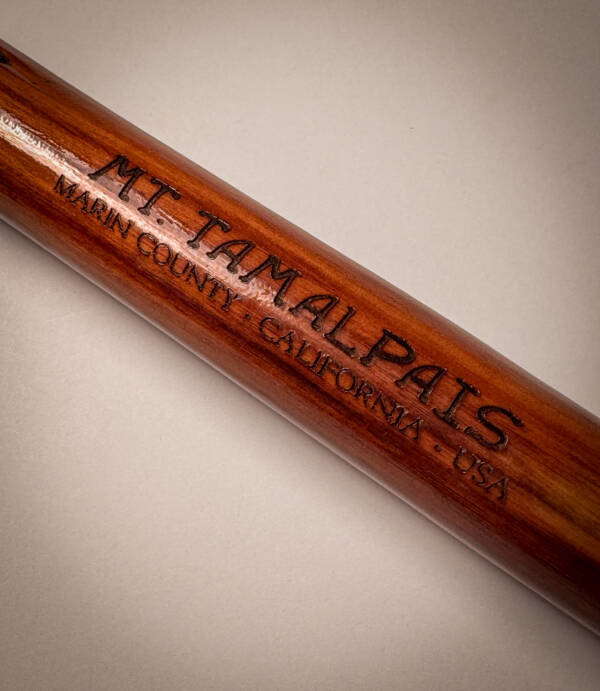 MT. TAMALPAIS
MARIN COUNTY · CALIFORNIA · USA